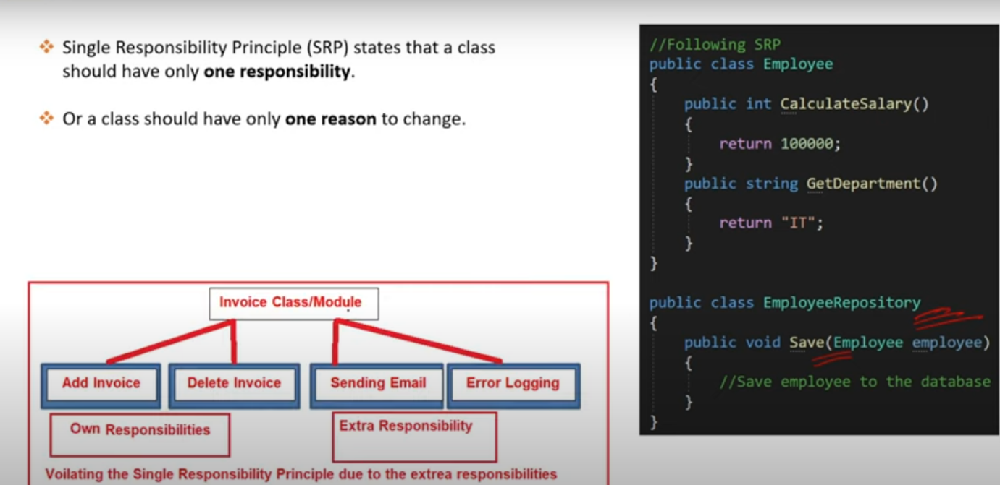 Single Responsibility Principle (SRP) states that a class
should have only one responsibility.
Or a class should have only one reason to change.
Invoice Class/Module
Add Invoice
Delete Invoice
Sending Email
Error Logging
Own Responsibilities
Extra Responsibility
Voilating the Single Responsibility Principle due to the extrea responsibilities
//Following SRP
public class Employee
{
public int CalculateSalary()
{
return 100000;
}
public string GetDepartment()
{
return "IT";
}
}
public class EmployeeRepository
{
public void Save(Employee employee)
{
//Save employee to the database
}
}